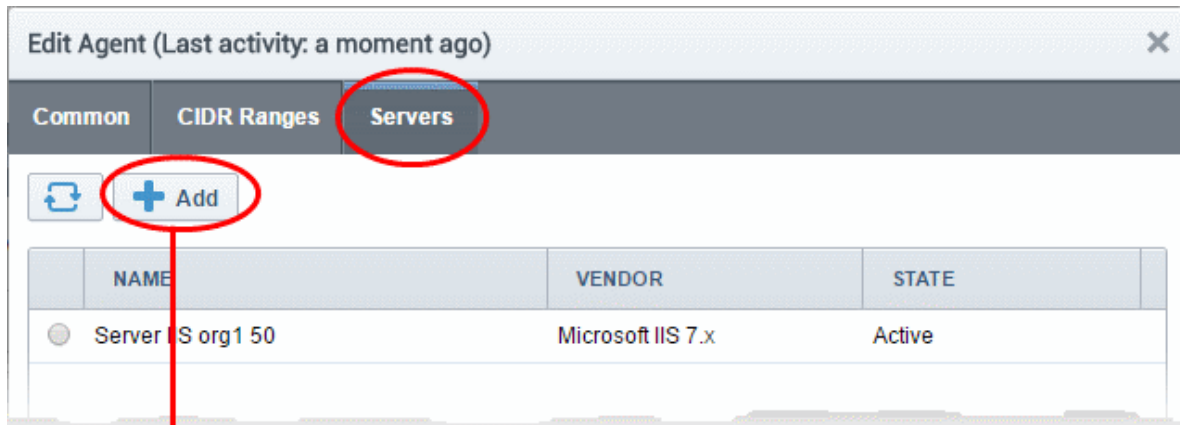 Edit Agent (Last activity: a moment ago)
Common CIDR Ranges Servers
Add
NAME VENDOR STATE
Server IIS org1 50 Microsoft IIS 7.x Active